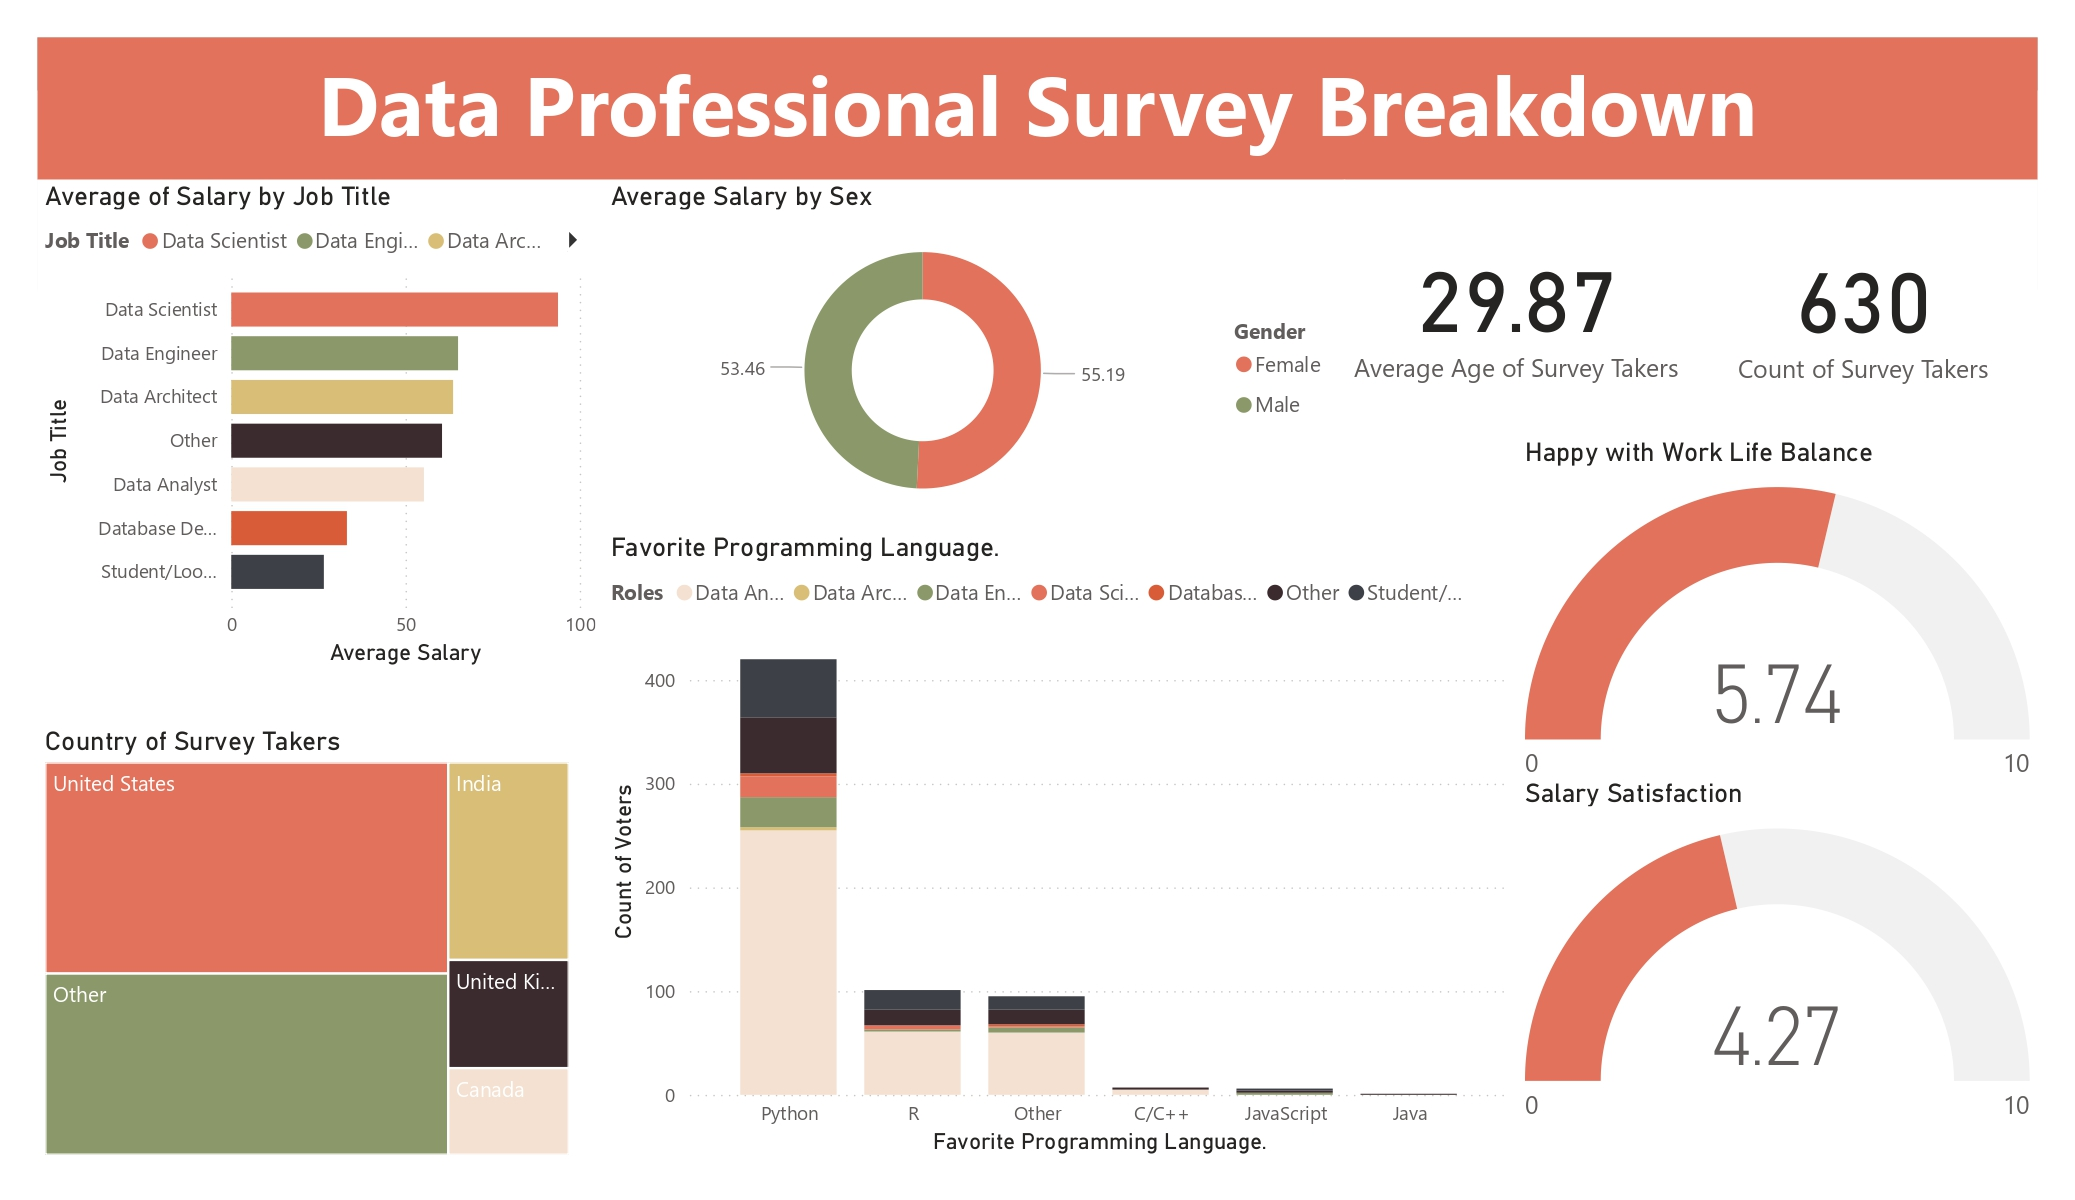 Data Professional Survey Breakdown
Average of Salary by Job Title
Job Title Data Scientist Data Engi... Data Arc...
Job Title
Data Scientist
Data Engineer
Data Architect
Other
Data Analyst
Database De...
Student/Loo...
0 50 100
Average Salary
Average Salary by Sex
53.46
55.19
Gender
Female
Male
29.87
Average Age of Survey Takers
630
Count of Survey Takers
Country of Survey Takers
United States
India
United Ki...
Other
Canada
Favorite Programming Language.
Roles Data An... Data Arc... Data En... Data Sci... Databas... Other Student/...
Count of Voters
400
300
200
100
0
Python R Other C/C++ JavaScript Java
Favorite Programming Language.
Happy with Work Life Balance
5.74
0 10
Salary Satisfaction
4.27
0 10